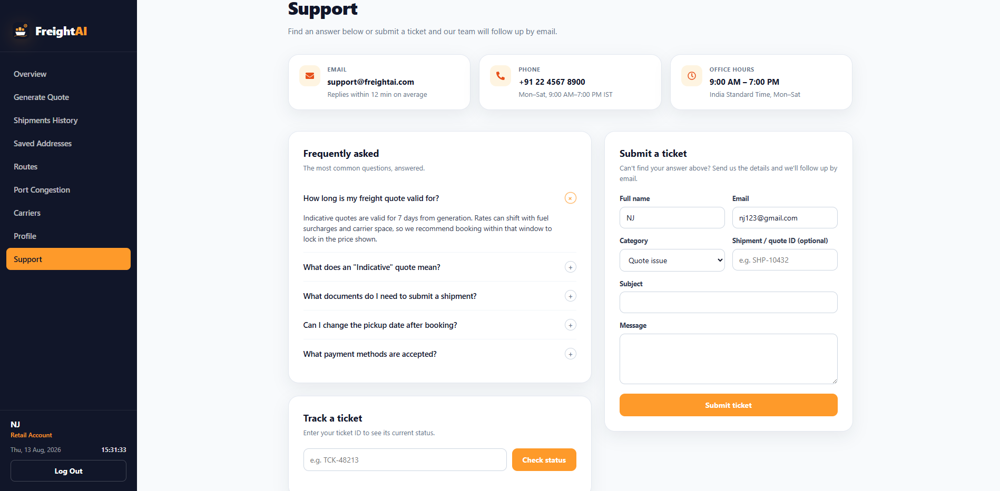 FreightAI
Overview
Generate Quote
Shipments History
Saved Addresses
Routes
Port Congestion
Carriers
Profile
Support
NJ
Retail Account
Thu, 13 Aug, 2026 15:31:33
Log Out
Support
Find an answer below or submit a ticket and our team will follow up by email.
EMAIL
support@freightai.com
Replies within 12 min on average
PHONE
+91 22 4567 8900
Mon–Sat, 9:00 AM–7:00 PM IST
OFFICE HOURS
9:00 AM – 7:00 PM
India Standard Time, Mon–Sat
Frequently asked
The most common questions, answered.
How long is my freight quote valid for?
Indicative quotes are valid for 7 days from generation. Rates can shift with fuel
surcharges and carrier space, so we recommend booking within that window to
lock in the price shown.
What does an "Indicative" quote mean?
What documents do I need to submit a shipment?
Can I change the pickup date after booking?
What payment methods are accepted?
Track a ticket
Enter your ticket ID to see its current status.
e.g. TCK-48213
Check status
Submit a ticket
Can't find your answer above? Send us the details and we'll follow up by
email.
Full name
NJ
Email
nj123@gmail.com
Category
Quote issue
Shipment / quote ID (optional)
e.g. SHP-10432
Subject
Message
Submit ticket